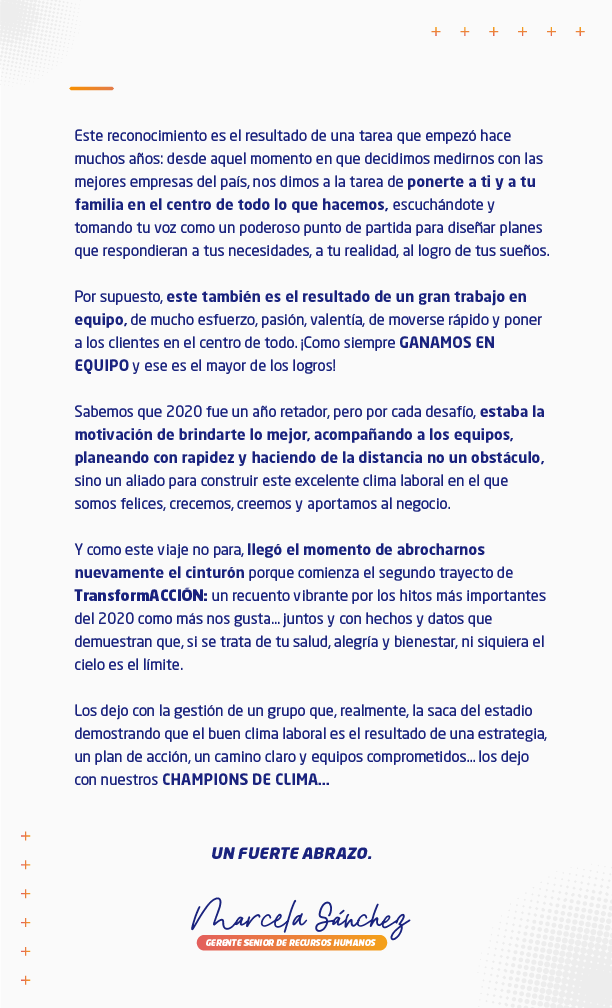 Este reconocimiento es el resultado de una tarea que empezó hace
muchos años: desde aquel momento en que decidimos medirnos con las
mejores empresas del país, nos dimos a la tarea de ponerte a ti y a tu
familia en el centro de todo lo que hacemos, escuchándote y
tomando tu voz como un poderoso punto de partida para diseñar planes
que respondieran a tus necesidades, a tu realidad, al logro de tus sueños.
Por supuesto, este también es el resultado de un gran trabajo en
equipo, de mucho esfuerzo, pasión, valentía, de moverse rápido y poner
a los clientes en el centro de todo. ¡Como siempre GANAMOS EN
EQUIPO y ese es el mayor de los logros!
Sabemos que 2020 fue un año retador, pero por cada desafío, estaba la
motivación de brindarte lo mejor, acompañando a los equipos,
planeando con rapidez y haciendo de la distancia no un obstáculo,
sino un aliado para construir este excelente clima laboral en el que
somos felices, crecemos, creemos y aportamos al negocio.
Y como este viaje no para, llegó el momento de abrocharnos
nuevamente el cinturón porque comienza el segundo trayecto de
TransformACCIÓN: un recuento vibrante por los hitos más importantes
del 2020 como más nos gusta... juntos y con hechos y datos que
demuestran que, si se trata de tu salud, alegría y bienestar, ni siquiera el
cielo es el límite.
Los dejo con la gestión de un grupo que, realmente, la saca del estadio
demostrando que el buen clima laboral es el resultado de una estrategia,
un plan de acción, un camino claro y equipos comprometidos... los dejo
con nuestros CHAMPIONS DE CLIMA...
UN FUERTE ABRAZO.
Marcela Sánchez
GERENTE SENIOR DE RECURSOS HUMANOS